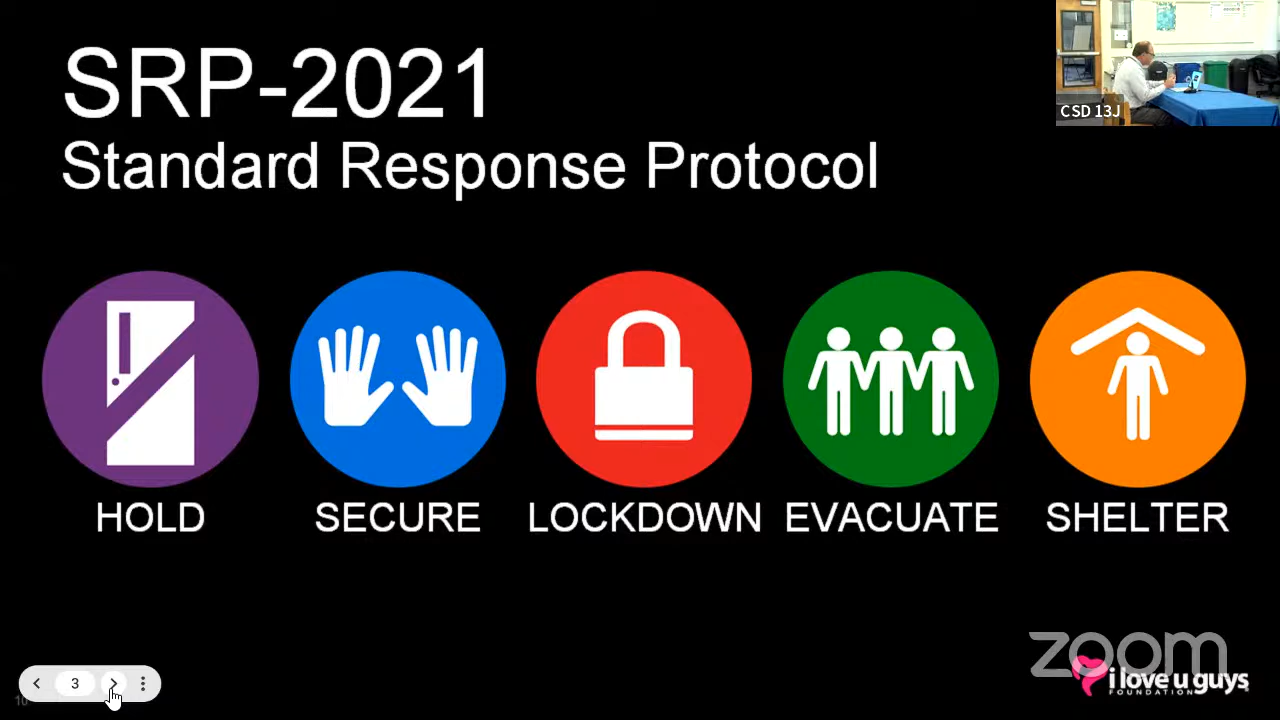 SRP-2021
Standard Response Protocol
CSD 13J
HOLD
SECURE
LOCKDOWN
EVACUATE
SHELTER
3
zoom
i love u guys
FOUNDATION